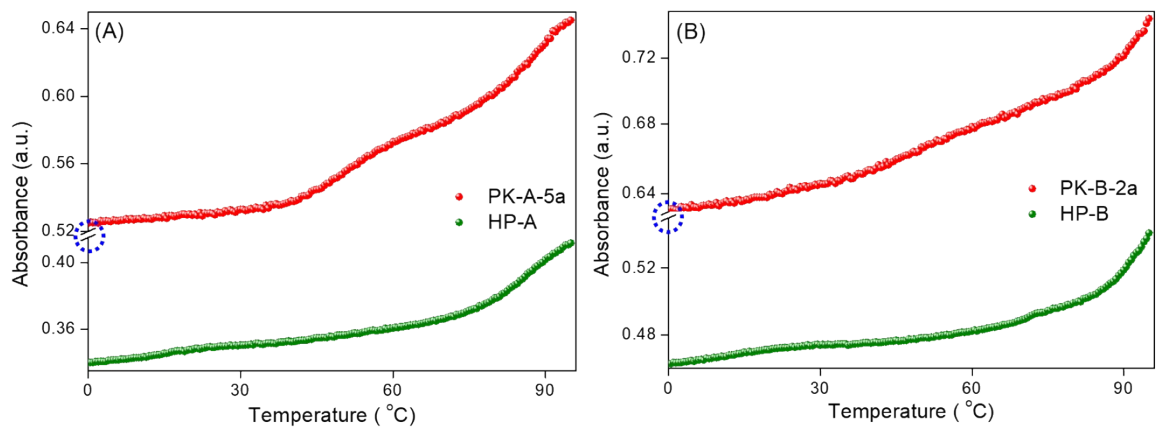 (A)
0.64
0.60
0.56
0.52
0.40
0.36
Absorbance (a.u.)
PK-A-5a
HP-A
0
30
60
90
Temperature ( °C)
(B)
0.72
0.68
0.64
0.52
0.48
Absorbance (a.u.)
PK-B-2a
HP-B
0
30
60
90
Temperature ( °C)